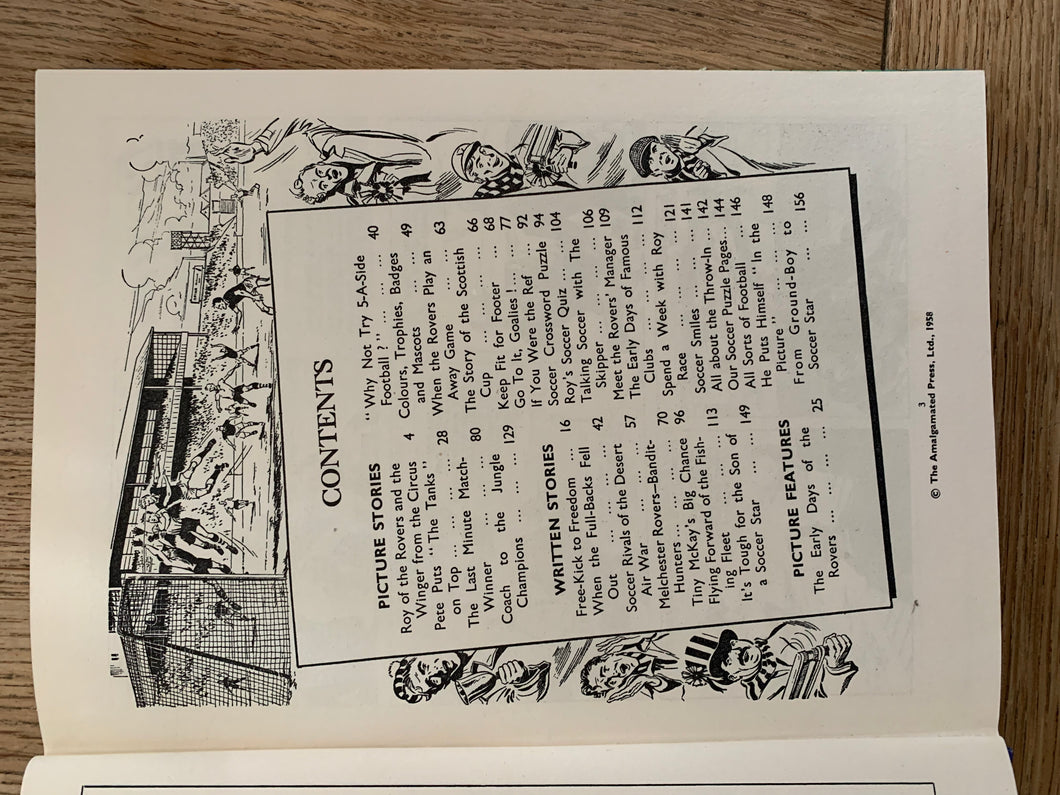 CONTENTS
PICTURE STORIES
Roy of the Rovers and the
Winger from the Circus 4
Pete Puts "The Tanks"
on Top ... ... ... 28
The Last Minute Match-
Winner ... ... ... 80
Coach to the Jungle
Champions ... ... ... 129
WRITTEN STORIES
Free-Kick to Freedom ... 16
When the Full-Backs Fell
Out ... ... ... ... 42
Soccer Rivals of the Desert
Air War ... ... ... 57
Melchester Rovers—Bandit-
Hunters ... ... ... ... 70
Tiny McKay's Big Chance 96
Flying Forward of the Fish-
ing Fleet ... ... ... 113
It's Tough for the Son of
a Soccer Star ... ... 149
PICTURE FEATURES
The Early Days of the
Rovers ... ... ... ... 25
"Why Not Try 5-A-Side
Football ?" ... ... ... 40
Colours, Trophies, Badges
and Mascots ... ... 49
When the Rovers Play an
Away Game ... ... 63
The Story of the Scottish
Cup ... ... ... ... 66
Keep Fit for Footer ... 68
Go To It, Goalies ! ... ... 77
If You Were the Ref ... 92
Soccer Crossword Puzzle 94
Roy's Soccer Quiz ... ... 104
Talking Soccer with The
Skipper ... ... ... ... 106
Meet the Rovers' Manager 109
The Early Days of Famous
Clubs ... ... ... ... 112
Spend a Week with Roy
Race ... ... ... ... 121
Soccer Smiles ... ... ... 141
All about the Throw-In ... 142
Our Soccer Puzzle Pages... 144
All Sorts of Football ... 146
He Puts Himself "In the
Picture" ... ... ... 148
From Ground-Boy to
Soccer Star ... ... 156
3
© The Amalgamated Press, Ltd., 1958